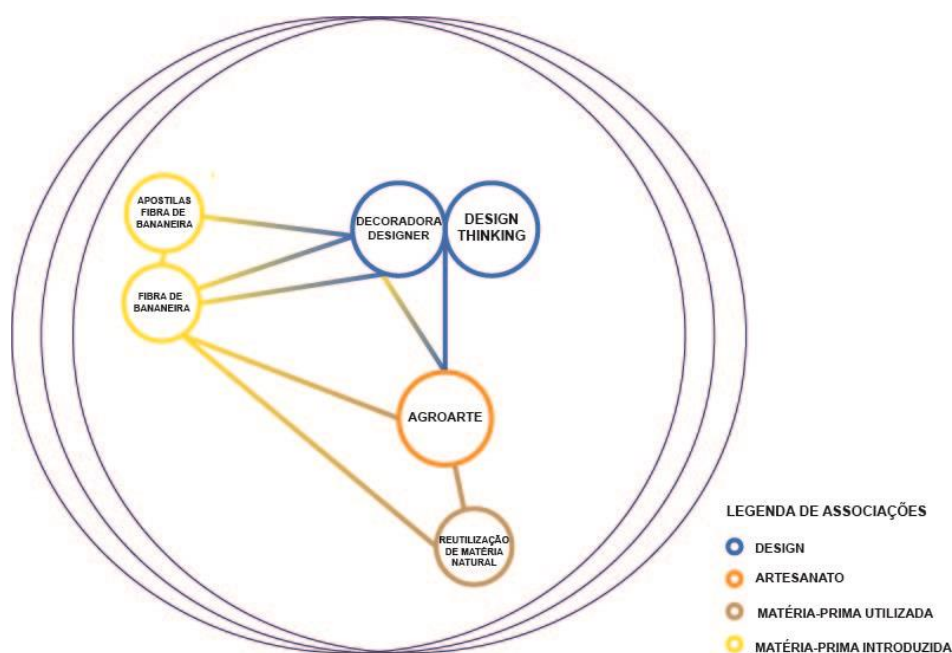 APOSTILAS
FIBRA DE
BANANEIRA
DECORADORA
DESIGNER
DESIGN
THINKING
FIBRA DE
BANANEIRA
AGROARTE
REUTILIZAÇÃO
DE MATÉRIA
NATURAL
LEGENDA DE ASSOCIAÇÕES
DESIGN
ARTESANATO
MATÉRIA-PRIMA UTILIZADA
MATÉRIA-PRIMA INTRODUZIDA